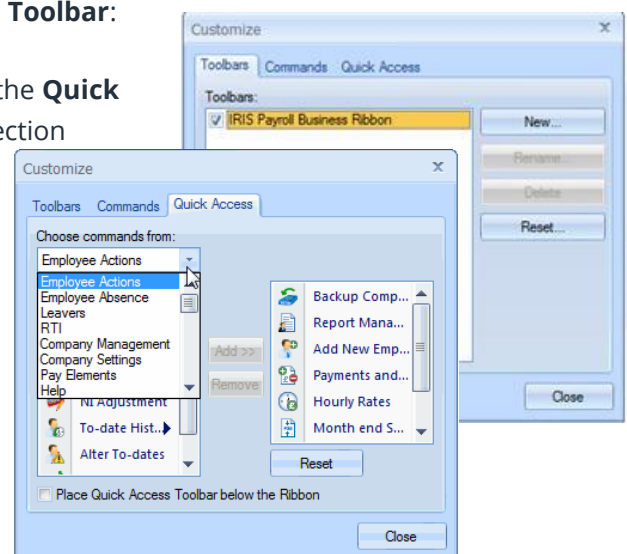 Toolbar:
the Quick
ection
Customize
x
Toolbars Commands Quick Access
Toolbars:
IRIS Payroll Business Ribbon
New...
Rename...
Delete
Reset...
Close
Customize
x
Toolbars Commands Quick Access
Choose commands from:
Employee Actions
Employee Actions
Employee Absence
Leavers
RTI
Company Management
Company Settings
Pay Elements
Help
NI Adjustment
To-date Hist...
Alter To-dates
Add >>
Remove
Backup Comp...
Report Mana...
Add New Emp...
Payments and...
Hourly Rates
Month end S...
Reset
Place Quick Access Toolbar below the Ribbon
Close